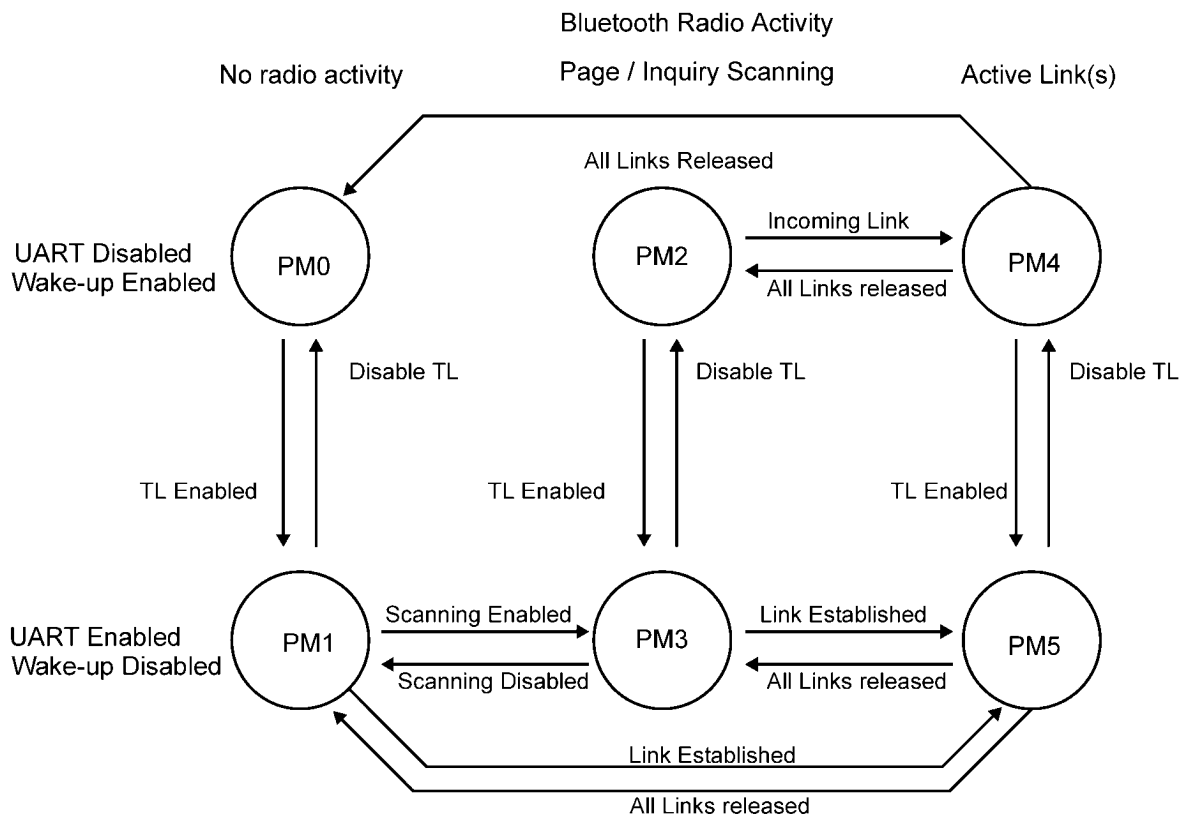 Bluetooth Radio Activity
No radio activity
Page / Inquiry Scanning
Active Link(s)
All Links Released
UART Disabled
Wake-up Enabled
PM0
PM2
Incoming Link
All Links released
PM4
Disable TL
Disable TL
Disable TL
TL Enabled
TL Enabled
TL Enabled
UART Enabled
Wake-up Disabled
PM1
Scanning Enabled
Scanning Disabled
PM3
Link Established
All Links released
PM5
Link Established
All Links released